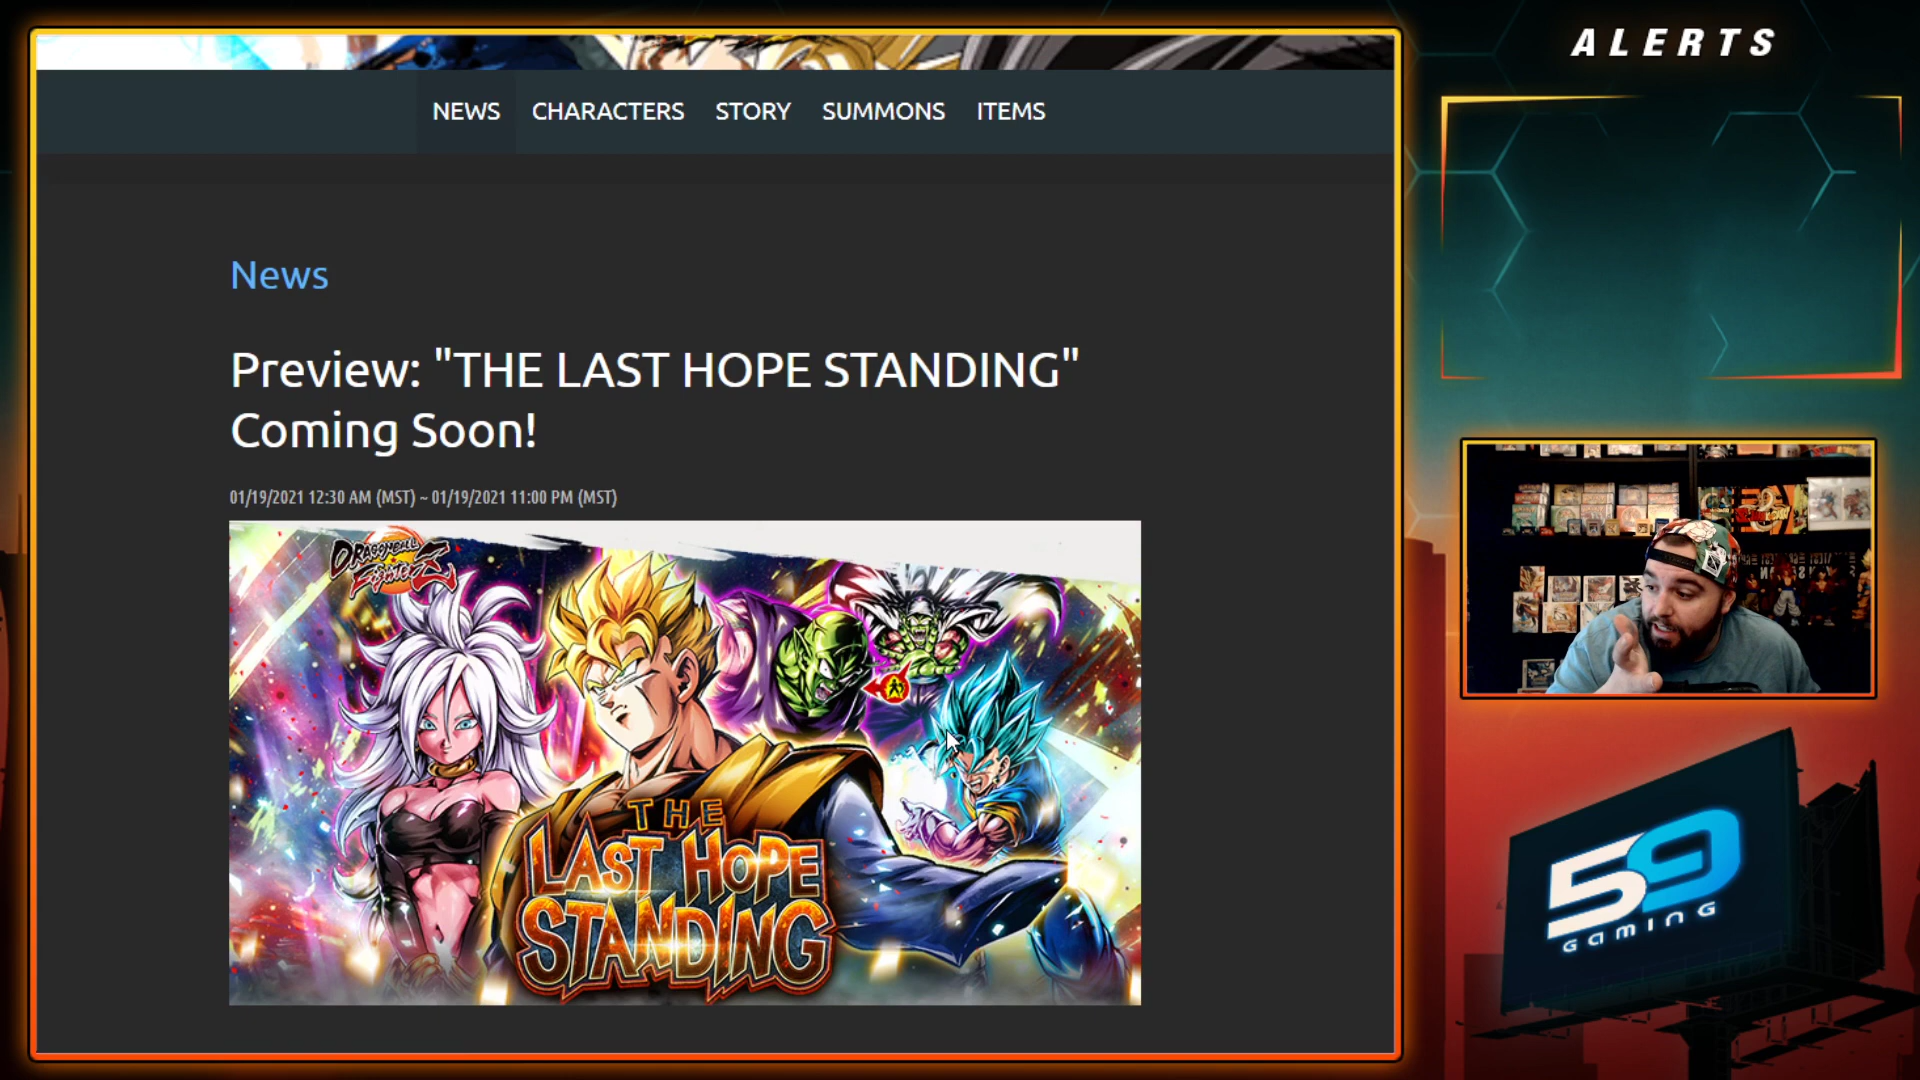 ALERTS
NEWS CHARACTERS STORY SUMMONS ITEMS
News
Preview: "THE LAST HOPE STANDING"
Coming Soon!
01/19/2021 12:30 AM (MST) ~ 01/19/2021 11:00 PM (MST)
DRAGONBALL
FighterZ
THE
LAST HOPE
STANDING
59
GAMING